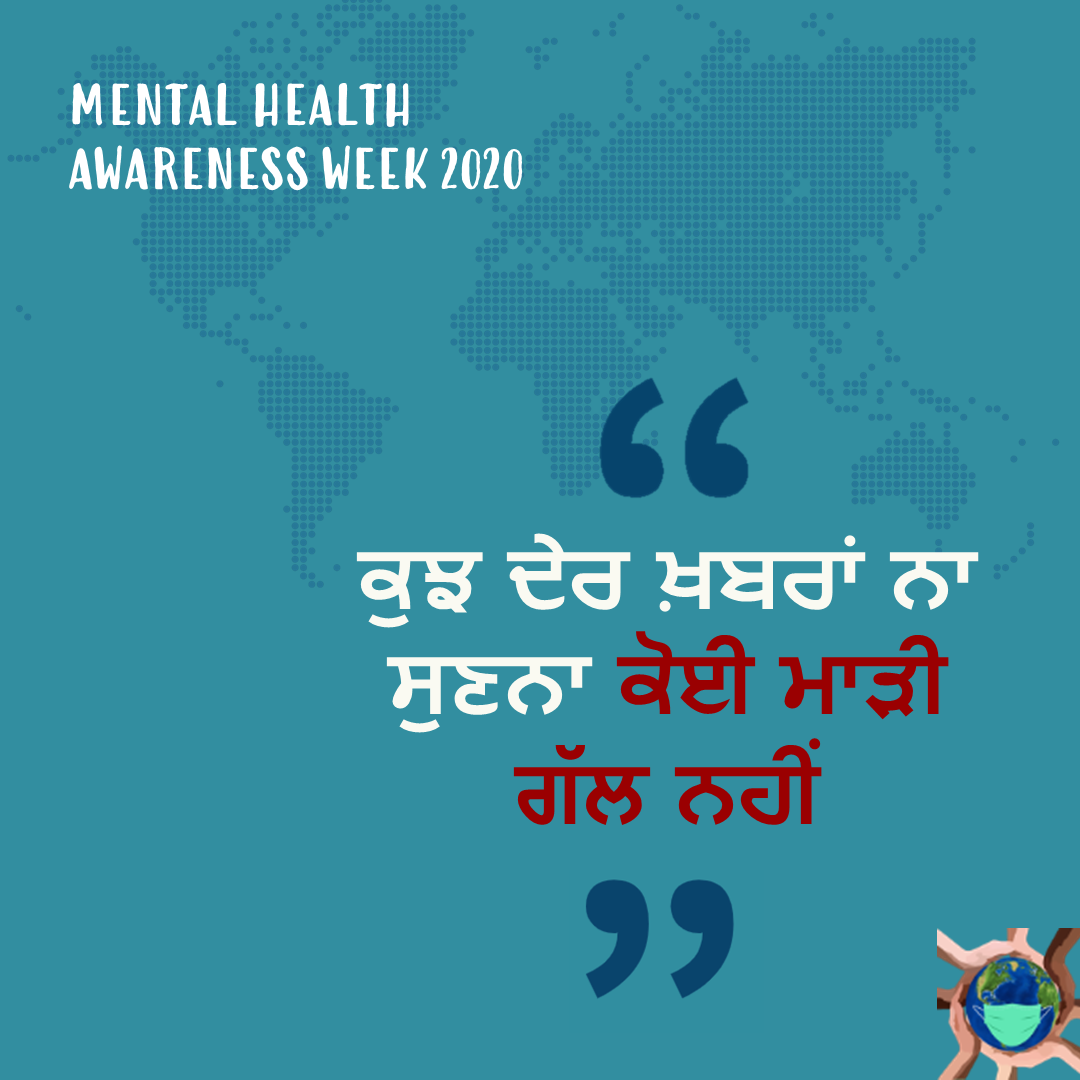 MENTAL HEALTH
AWARENESS WEEK 2020
“
ਕੁਝ ਦੇਰ ਖ਼ਬਰਾਂ ਨਾ
ਸੁਣਨਾ ਕੋਈ ਮਾੜੀ
ਗੱਲ ਨਹੀਂ
”